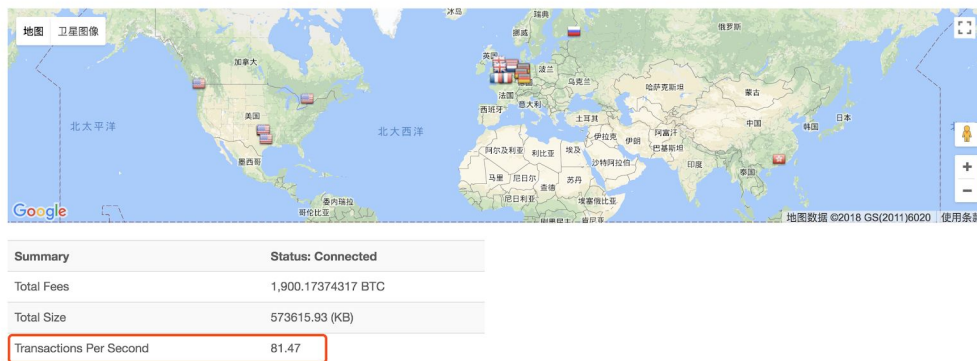 地图 卫星图像
冰岛
瑞典
挪威
俄罗斯
英国
加拿大
波兰
乌克兰
哈萨克斯坦
蒙古
法国
意大利
西班牙
美国
土耳其
日本
北太平洋
北大西洋
中国
韩国
伊拉克
伊朗
阿富汗
巴基斯坦
阿尔及利亚
利比亚
埃及
沙特阿拉伯
墨西哥
印度
泰国
马里
尼日尔
乍得
苏丹
尼日利亚
埃塞俄比亚
委内瑞拉
哥伦比亚
肯尼亚
Google
地图数据 ©2018 GS(2011)6020 使用条款
Summary Status: Connected
Total Fees 1,900.17374317 BTC
Total Size 573615.93 (KB)
Transactions Per Second 81.47